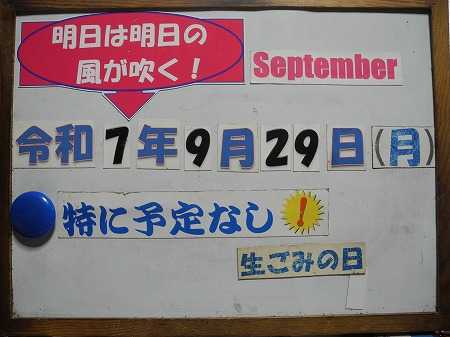 明日は明日の
風が吹く!
September
令和7年9月29日(月)
特に予定なし!
生ごみの日